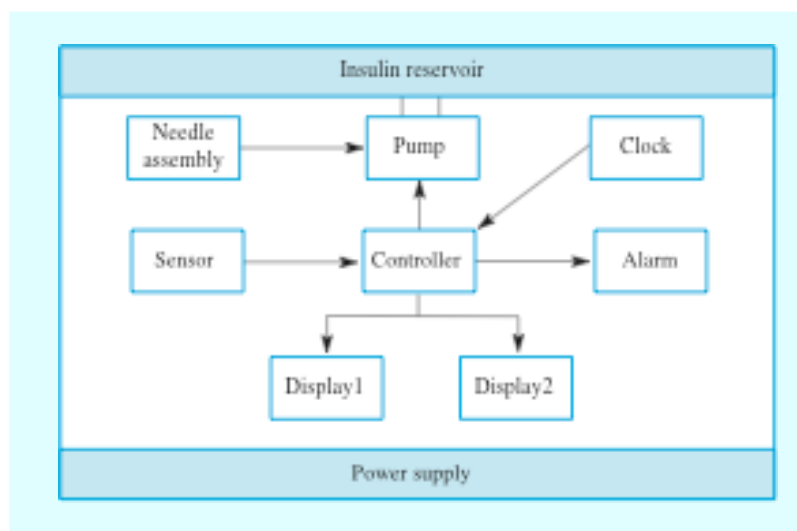 Insulin reservoir
Needle
assembly
Pump
Clock
Sensor
Controller
Alarm
Display1
Display2
Power supply